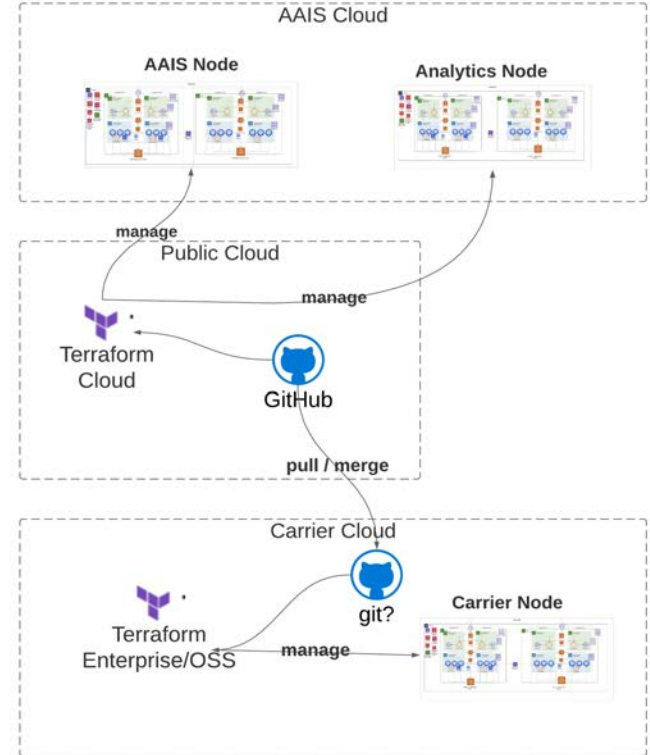 AAIS Cloud
AAIS Node
Analytics Node
manage
Public Cloud
manage
Terraform
Cloud
GitHub
pull / merge
Carrier Cloud
git?
Carrier Node
Terraform
Enterprise/OSS
manage